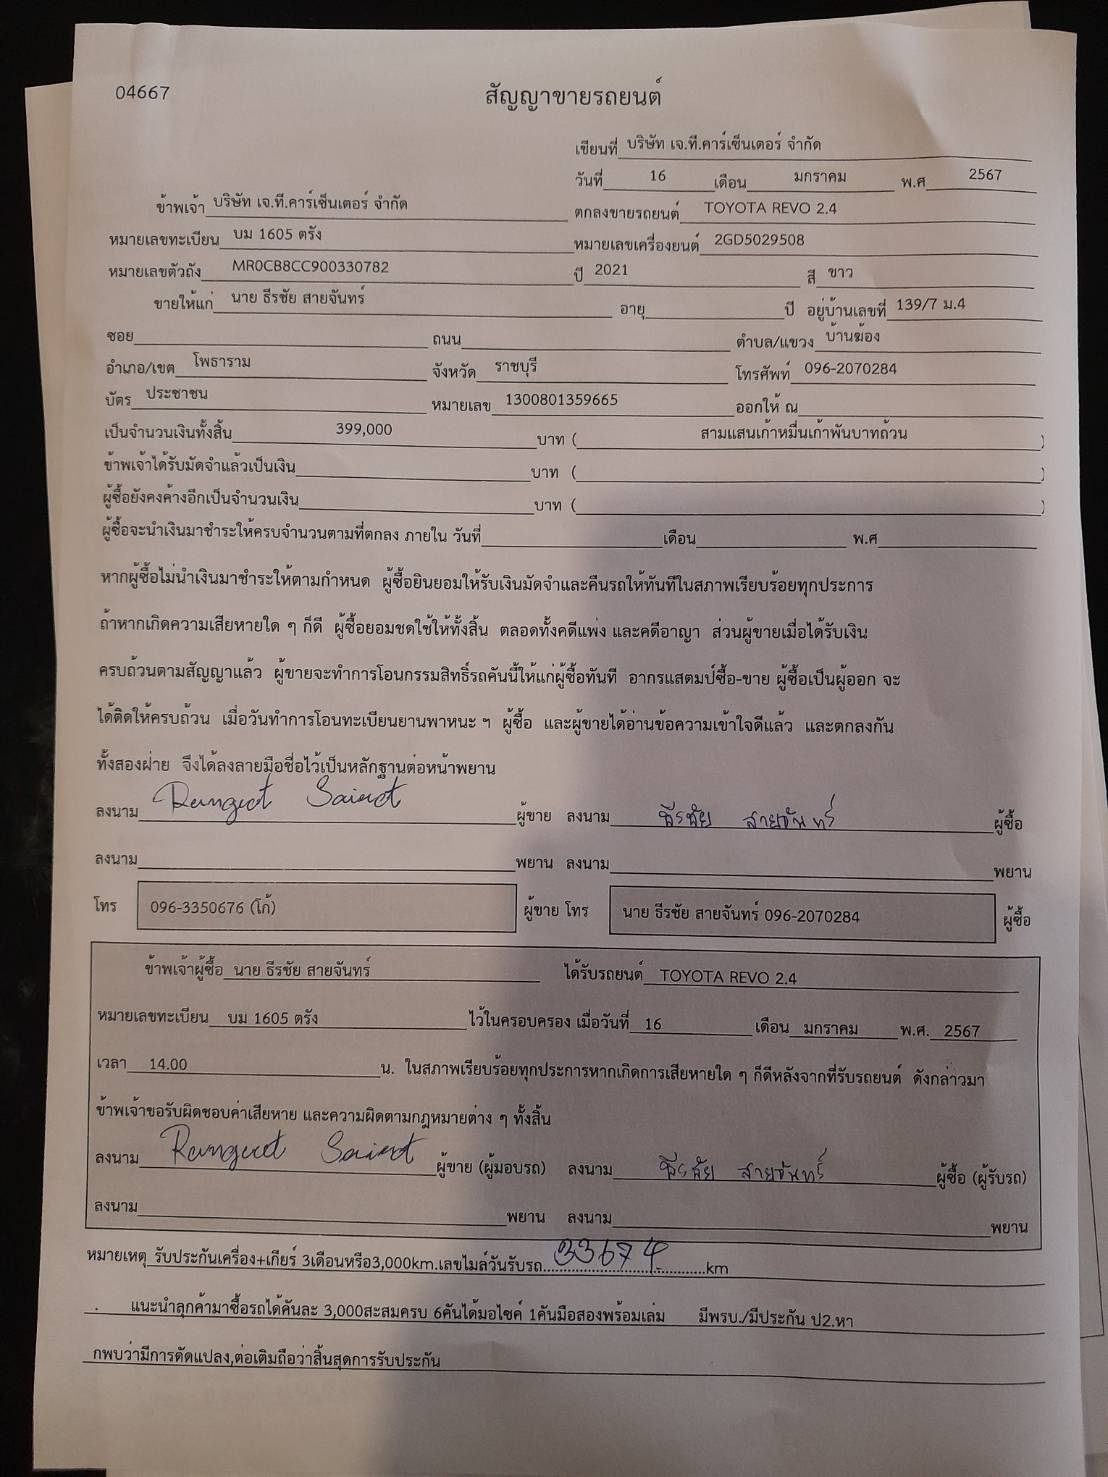 04667
สัญญาขายรถยนต์
เขียนที่ บริษัท เจ.ที.คาร์เซ็นเตอร์ จำกัด
วันที่ 16 เดือน มกราคม พ.ศ 2567
ข้าพเจ้า บริษัท เจ.ที.คาร์เซ็นเตอร์ จำกัด ตกลงขายรถยนต์ TOYOTA REVO 2.4
หมายเลขทะเบียน บม 1605 ตรัง หมายเลขเครื่องยนต์ 2GD5029508
หมายเลขตัวถัง MR0CB8CC900330782 ปี 2021 สี ขาว
ขายให้แก่ นาย ธีรชัย สายจันทร์ อายุ ปี อยู่บ้านเลขที่ 139/7 ม.4
ซอย ถนน ตำบล/แขวง บ้านฆ้อง
อำเภอ/เขต โพธาราม จังหวัด ราชบุรี โทรศัพท์ 096-2070284
บัตร ประชาชน หมายเลข 1300801359665 ออกให้ ณ
เป็นจำนวนเงินทั้งสิ้น 399,000 บาท ( สามแสนเก้าหมื่นเก้าพันบาทถ้วน )
ข้าพเจ้าได้รับมัดจำแล้วเป็นเงิน บาท ( )
ผู้ซื้อยังคงค้างอีกเป็นจำนวนเงิน บาท ( )
ผู้ซื้อจะนำเงินมาชำระให้ครบจำนวนตามที่ตกลง ภายใน วันที่ เดือน พ.ศ
หากผู้ซื้อไม่นำเงินมาชำระให้ตามกำหนด ผู้ซื้อยินยอมให้รับเงินมัดจำและคืนรถให้ทันทีในสภาพเรียบร้อยทุกประการ
ถ้าหากเกิดความเสียหายใด ๆ ก็ดี ผู้ซื้อยอมชดใช้ให้ทั้งสิ้น ตลอดทั้งคดีแพ่ง และคดีอาญา ส่วนผู้ขายเมื่อได้รับเงิน
ครบถ้วนตามสัญญาแล้ว ผู้ขายจะทำการโอนกรรมสิทธิ์รถคันนี้ให้แก่ผู้ซื้อทันที อากรแสตมป์ซื้อ-ขาย ผู้ซื้อเป็นผู้ออก จะ
ได้ติดให้ครบถ้วน เมื่อวันทำการโอนทะเบียนยานพาหนะ ฯ ผู้ซื้อ และผู้ขายได้อ่านข้อความเข้าใจดีแล้ว และตกลงกัน
ทั้งสองฝ่าย จึงได้ลงลายมือชื่อไว้เป็นหลักฐานต่อหน้าพยาน
ลงนาม ผู้ขาย ลงนาม ธีรชัย สายจันทร์ ผู้ซื้อ
ลงนาม พยาน ลงนาม พยาน
โทร 096-3350676 (โก้) ผู้ขาย โทร นาย ธีรชัย สายจันทร์ 096-2070284 ผู้ซื้อ
ข้าพเจ้าผู้ซื้อ นาย ธีรชัย สายจันทร์ ได้รับรถยนต์ TOYOTA REVO 2.4
หมายเลขทะเบียน บม 1605 ตรัง ไว้ในครอบครอง เมื่อวันที่ 16 เดือน มกราคม พ.ศ. 2567
เวลา 14.00 น. ในสภาพเรียบร้อยทุกประการหากเกิดการเสียหายใด ๆ ก็ดีหลังจากที่รับรถยนต์ ดังกล่าวมา
ข้าพเจ้าขอรับผิดชอบค่าเสียหาย และความผิดตามกฎหมายต่าง ๆ ทั้งสิ้น
ลงนาม ผู้ขาย (ผู้มอบรถ) ลงนาม ธีรชัย สายจันทร์ ผู้ซื้อ (ผู้รับรถ)
ลงนาม พยาน ลงนาม พยาน
หมายเหตุ รับประกันเครื่อง+เกียร์ 3เดือนหรือ3,000km.เลขไมล์วันรับรถ 33674 km
. แนะนำลูกค้ามาซื้อรถได้คันละ 3,000สะสมครบ 6คันได้มอไซค์ 1คันมือสองพร้อมเล่ม มีพรบ./มีประกัน ป2.หา
กพบว่ามีการดัดแปลง,ต่อเติมถือว่าสิ้นสุดการรับประกัน